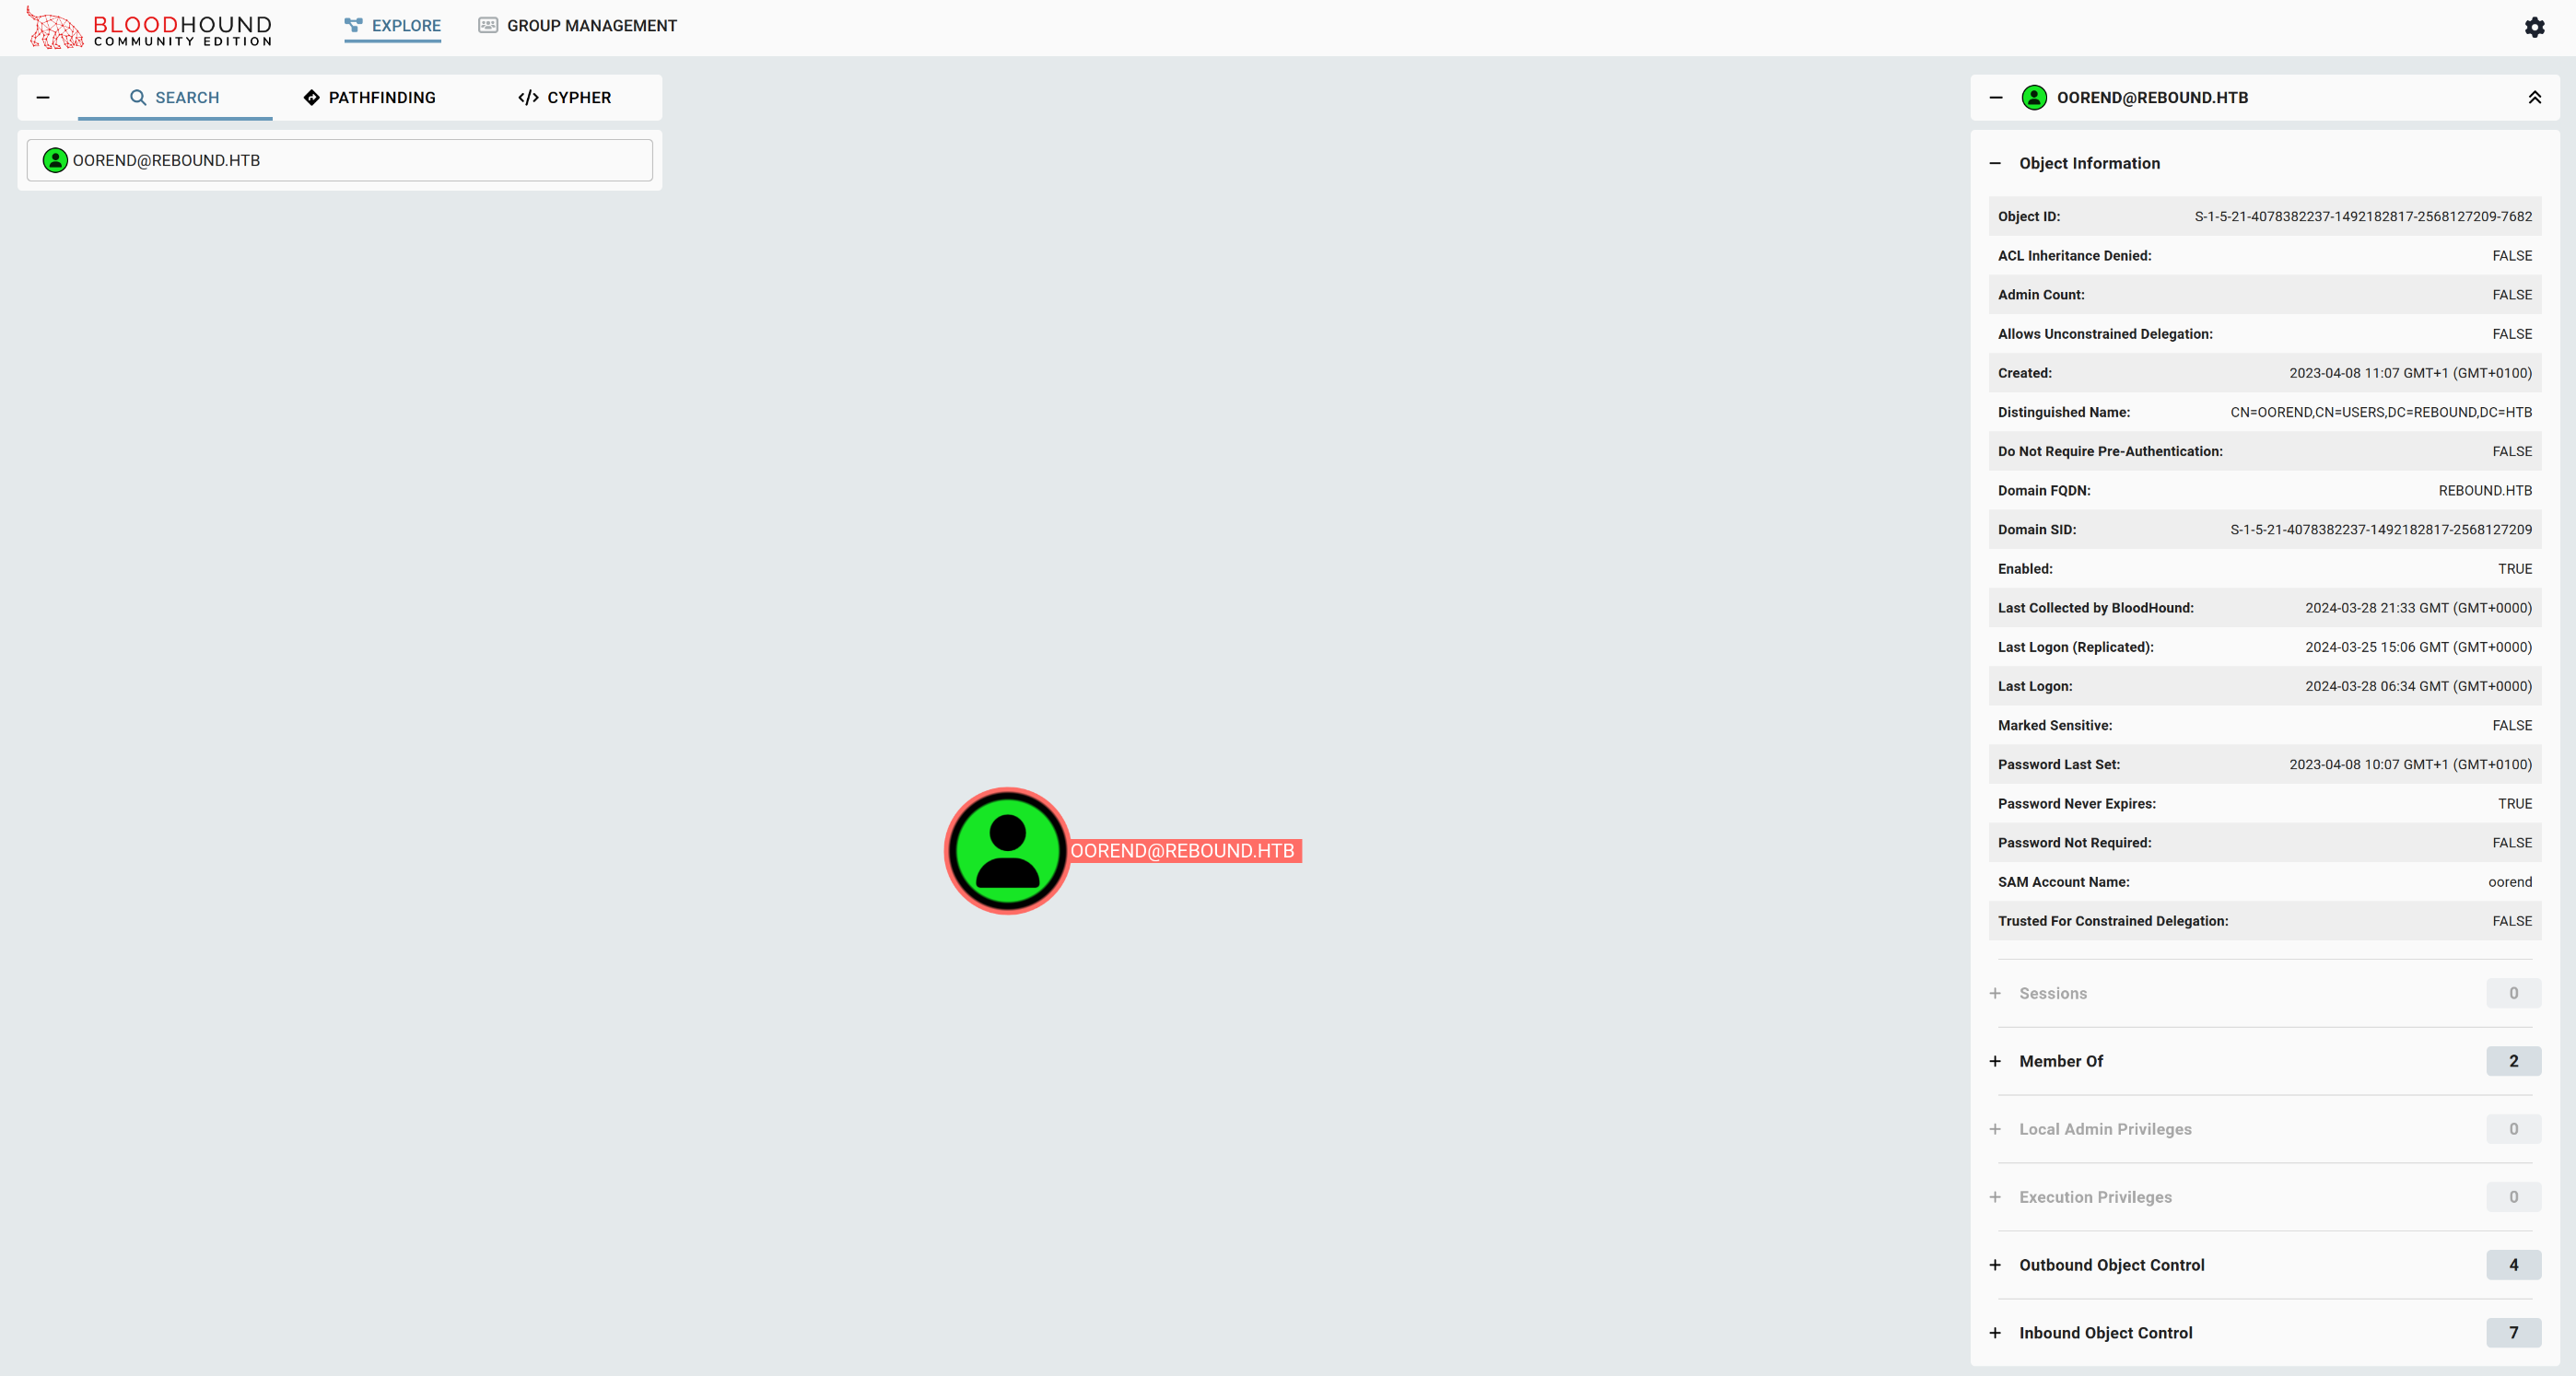 BLOODHOUND
COMMUNITY EDITION
EXPLORE
GROUP MANAGEMENT
SEARCH
PATHFINDING
CYPHER
OOREND@REBOUND.HTB
OOREND@REBOUND.HTB
OOREND@REBOUND.HTB
Object Information
Object ID: S-1-5-21-4078382237-1492182817-2568127209-7682
ACL Inheritance Denied: FALSE
Admin Count: FALSE
Allows Unconstrained Delegation: FALSE
Created: 2023-04-08 11:07 GMT+1 (GMT+0100)
Distinguished Name: CN=OOREND,CN=USERS,DC=REBOUND,DC=HTB
Do Not Require Pre-Authentication: FALSE
Domain FQDN: REBOUND.HTB
Domain SID: S-1-5-21-4078382237-1492182817-2568127209
Enabled: TRUE
Last Collected by BloodHound: 2024-03-28 21:33 GMT (GMT+0000)
Last Logon (Replicated): 2024-03-25 15:06 GMT (GMT+0000)
Last Logon: 2024-03-28 06:34 GMT (GMT+0000)
Marked Sensitive: FALSE
Password Last Set: 2023-04-08 10:07 GMT+1 (GMT+0100)
Password Never Expires: TRUE
Password Not Required: FALSE
SAM Account Name: oorend
Trusted For Constrained Delegation: FALSE
Sessions 0
Member Of 2
Local Admin Privileges 0
Execution Privileges 0
Outbound Object Control 4
Inbound Object Control 7